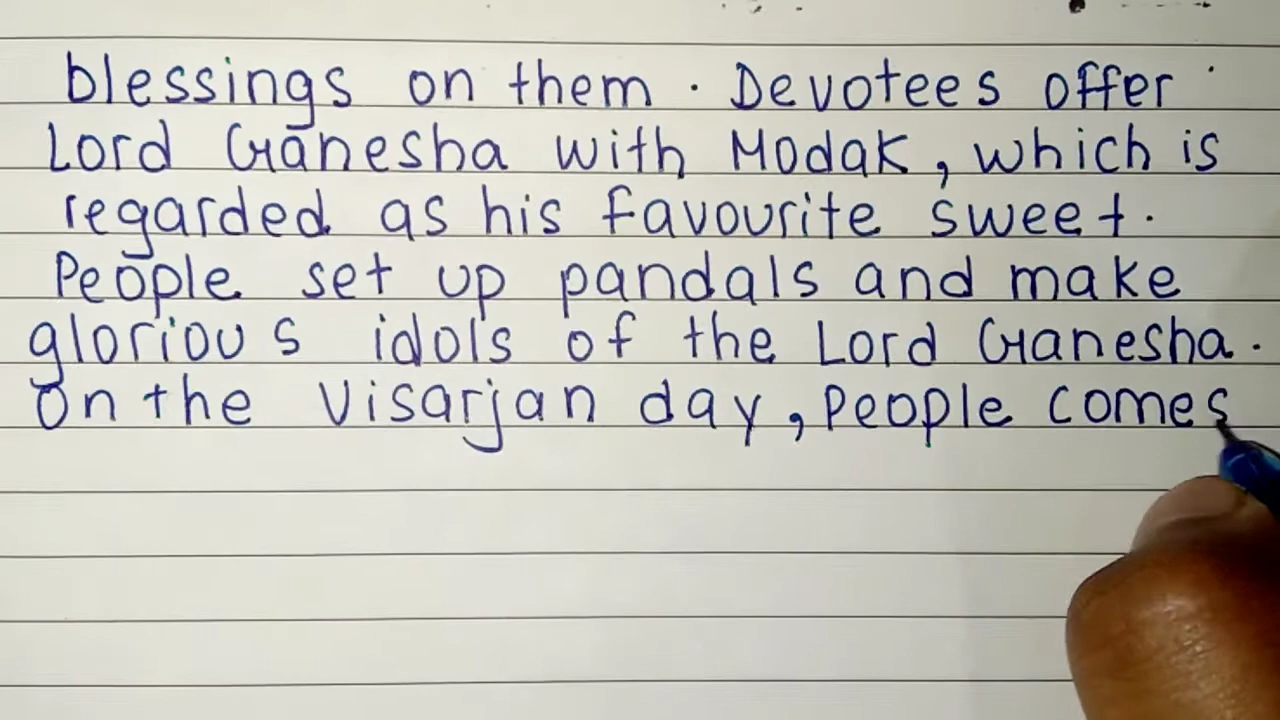 blessings on them. Devotees offer
Lord Ganesha with Modak, which is
regarded as his favourite sweet.
People set up pandals and make
glorious idols of the Lord Ganesha.
On the Visarjan day, People comes